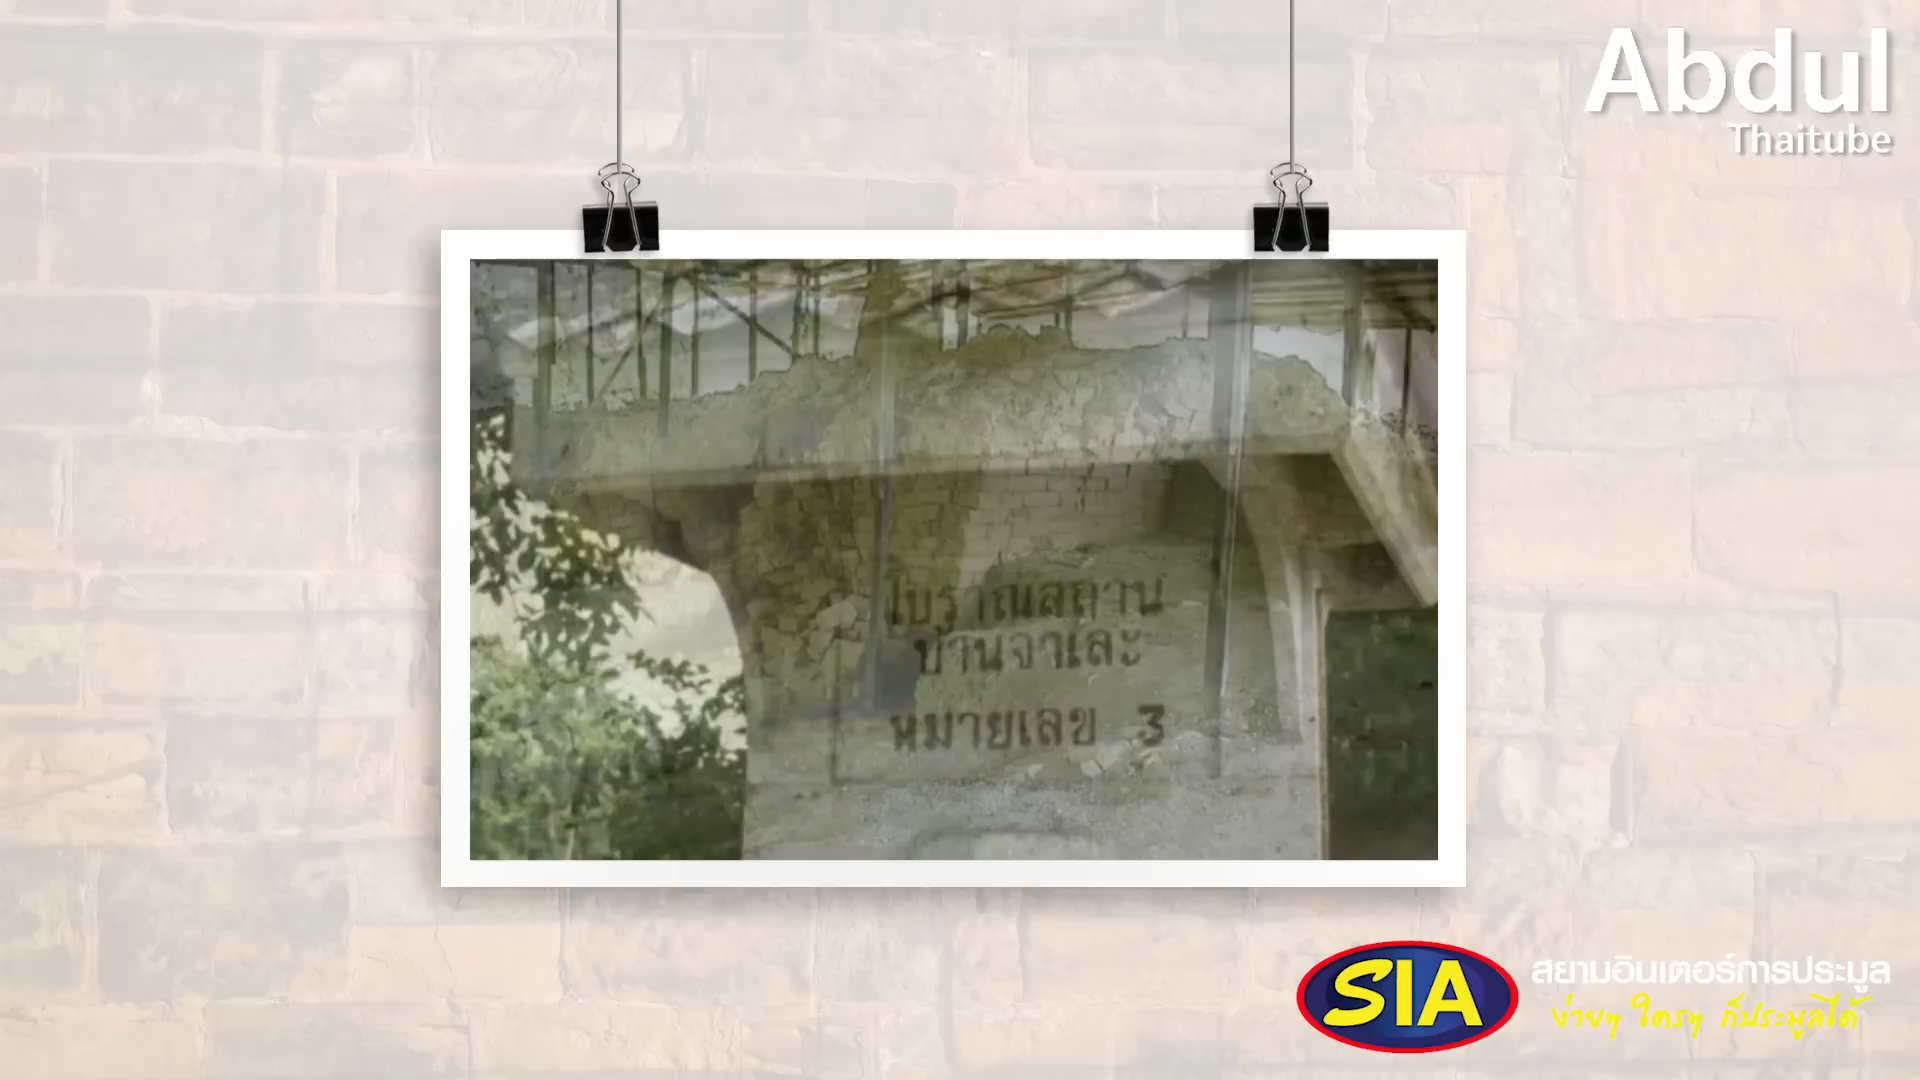 Abdul
Thaitube
โบราณสถาน
บ้านจาเละ
หมายเลข 3
SIA
สยามอินเตอร์การประมูล
ง่ายๆ ใครๆ ก็ประมูลได้